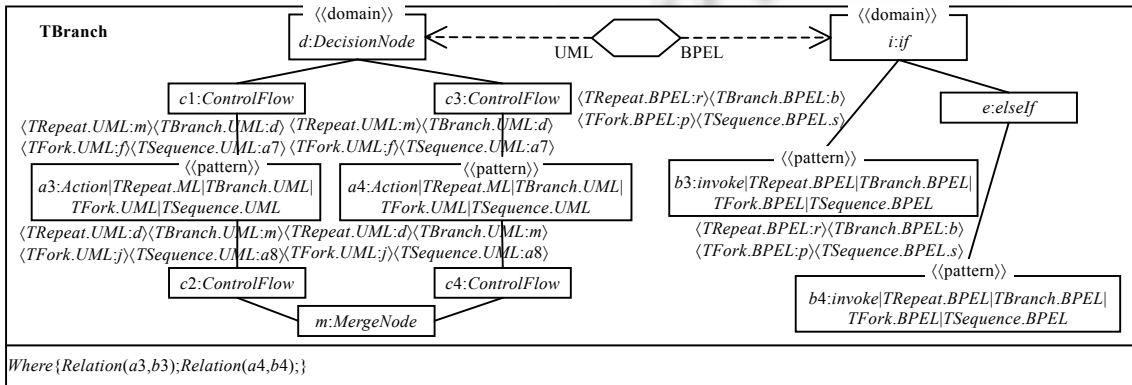 TBranch
⟨⟨domain⟩⟩
d:DecisionNode
UML
BPEL
⟨⟨domain⟩⟩
i:if
c1:ControlFlow
c3:ControlFlow
e:elseIf
⟨TRepeat.UML:m⟩⟨TBranch.UML:d⟩
⟨TFork.UML:f⟩⟨TSequence.UML:a7⟩
⟨TRepeat.UML:m⟩⟨TBranch.UML:d⟩
⟨TFork.UML:f⟩⟨TSequence.UML:a7⟩
⟨TRepeat.BPEL:r⟩⟨TBranch.BPEL:b⟩
⟨TFork.BPEL:p⟩⟨TSequence.BPEL.s⟩
⟨⟨pattern⟩⟩
a3:Action|TRepeat.ML|TBranch.UML|
TFork.UML|TSequence.UML
⟨⟨pattern⟩⟩
a4:Action|TRepeat.ML|TBranch.UML|
TFork.UML|TSequence.UML
⟨⟨pattern⟩⟩
b3:invoke|TRepeat.BPEL|TBranch.BPEL|
TFork.BPEL|TSequence.BPEL
⟨TRepeat.UML:d⟩⟨TBranch.UML:m⟩
⟨TFork.UML:j⟩⟨TSequence.UML:a8⟩
⟨TRepeat.UML:d⟩⟨TBranch.UML:m⟩
⟨TFork.UML:j⟩⟨TSequence.UML:a8⟩
⟨TRepeat.BPEL:r⟩⟨TBranch.BPEL:b⟩
⟨TFork.BPEL:p⟩⟨TSequence.BPEL.s⟩
c2:ControlFlow
c4:ControlFlow
m:MergeNode
⟨⟨pattern⟩⟩
b4:invoke|TRepeat.BPEL|TBranch.BPEL|
TFork.BPEL|TSequence.BPEL
Where{Relation(a3,b3);Relation(a4,b4);}